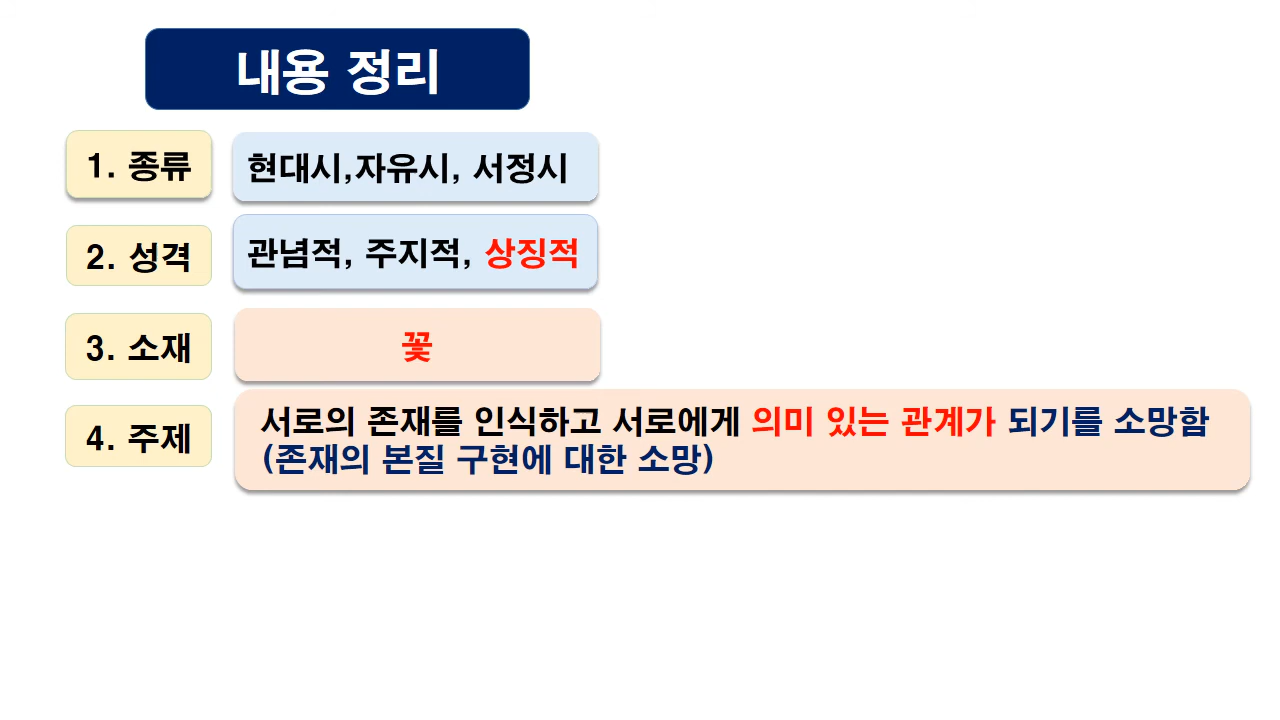 내용 정리
1. 종류
현대시,자유시, 서정시
2. 성격
관념적, 주지적, 상징적
3. 소재
꽃
4. 주제
서로의 존재를 인식하고 서로에게 의미 있는 관계가 되기를 소망함
(존재의 본질 구현에 대한 소망)